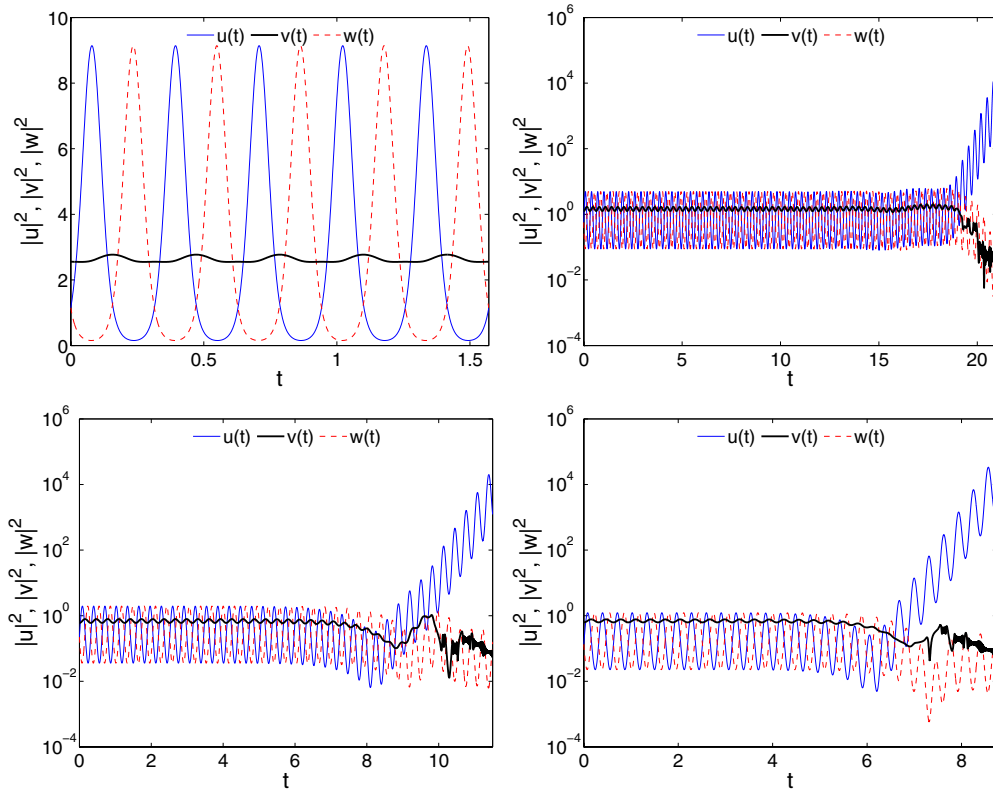 10
8
6
4
2
0
|u|², |v|², |w|²
u(t) v(t) w(t)
0 0.5 1 1.5
t
10⁶
10⁴
10²
10⁰
10⁻²
10⁻⁴
|u|², |v|², |w|²
u(t) v(t) w(t)
0 5 10 15 20
t
10⁶
10⁴
10²
10⁰
10⁻²
10⁻⁴
|u|², |v|², |w|²
u(t) v(t) w(t)
0 2 4 6 8 10
t
10⁶
10⁴
10²
10⁰
10⁻²
10⁻⁴
|u|², |v|², |w|²
u(t) v(t) w(t)
0 2 4 6 8
t